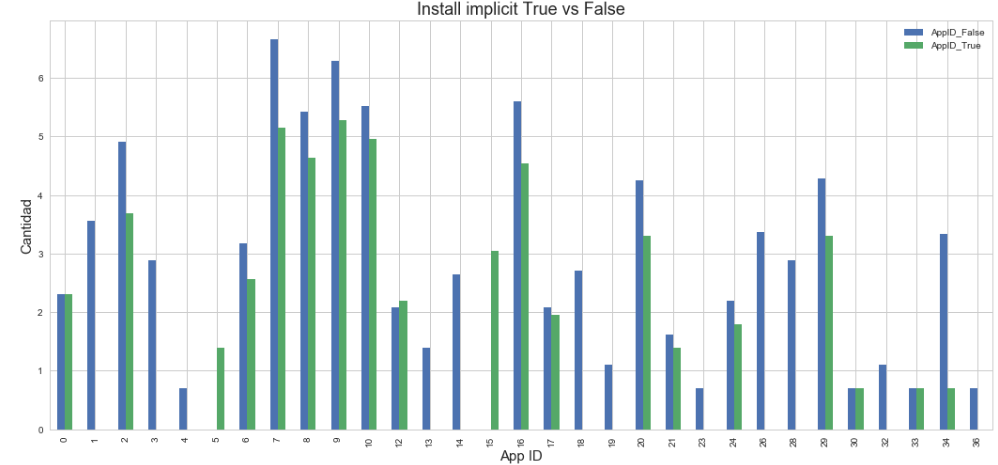 Install implicit True vs False
AppID_False
AppID_True
6
5
4
3
2
1
0
Cantidad
0 1 2 3 4 5 6 7 8 9 10 12 13 14 15 16 17 18 19 20 21 23 24 26 28 29 30 32 33 34 36
App ID